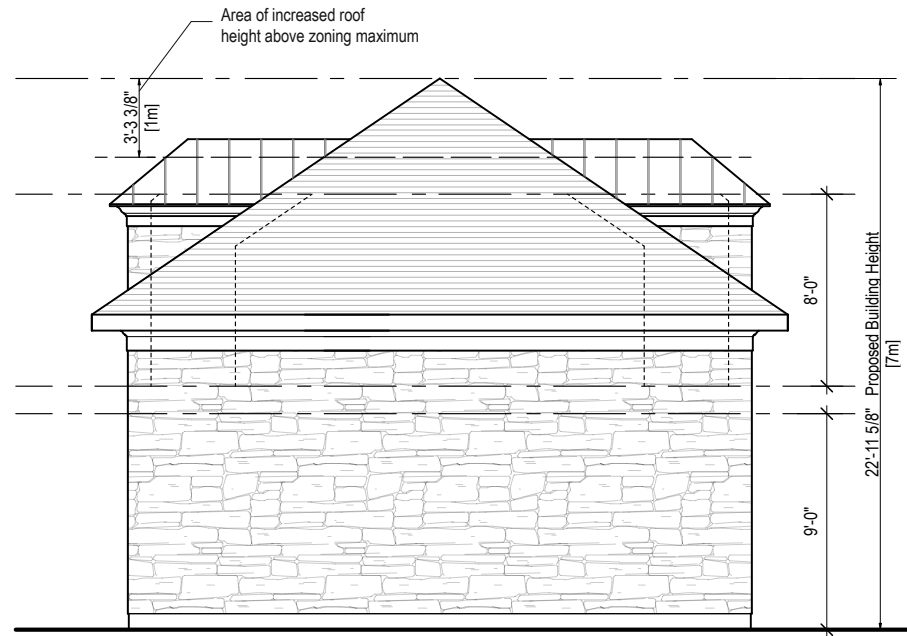 Area of increased roof
height above zoning maximum
3'-3 3/8"
[1m]
8'-0"
9'-0"
22'-11 5/8" Proposed Building Height
[7m]